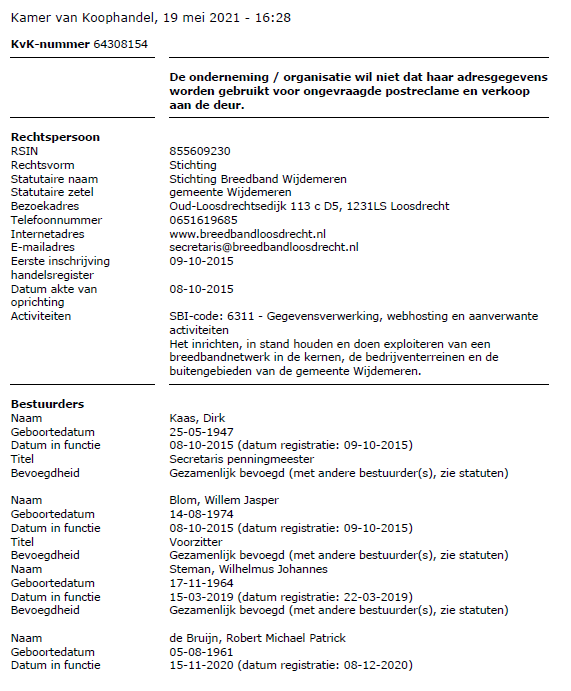 Kamer van Koophandel, 19 mei 2021 - 16:28
KvK-nummer 64308154
De onderneming / organisatie wil niet dat haar adresgegevens
worden gebruikt voor ongevraagde postreclame en verkoop
aan de deur.
Rechtspersoon
RSIN 855609230
Rechtsvorm Stichting
Statutaire naam Stichting Breedband Wijdemeren
Statutaire zetel gemeente Wijdemeren
Bezoekadres Oud-Loosdrechtsedijk 113 c D5, 1231LS Loosdrecht
Telefoonnummer 0651619685
Internetadres www.breedbandloosdrecht.nl
E-mailadres secretaris@breedbandloosdrecht.nl
Eerste inschrijving 09-10-2015
handelsregister
Datum akte van 08-10-2015
oprichting
Activiteiten SBI-code: 6311 - Gegevensverwerking, webhosting en aanverwante
activiteiten
Het inrichten, in stand houden en doen exploiteren van een
breedbandnetwerk in de kernen, de bedrijventerreinen en de
buitengebieden van de gemeente Wijdemeren.
Bestuurders
Naam Kaas, Dirk
Geboortedatum 25-05-1947
Datum in functie 08-10-2015 (datum registratie: 09-10-2015)
Titel Secretaris penningmeester
Bevoegdheid Gezamenlijk bevoegd (met andere bestuurder(s), zie statuten)
Naam Blom, Willem Jasper
Geboortedatum 14-08-1974
Datum in functie 08-10-2015 (datum registratie: 09-10-2015)
Titel Voorzitter
Bevoegdheid Gezamenlijk bevoegd (met andere bestuurder(s), zie statuten)
Naam Steman, Wilhelmus Johannes
Geboortedatum 17-11-1964
Datum in functie 15-03-2019 (datum registratie: 22-03-2019)
Bevoegdheid Gezamenlijk bevoegd (met andere bestuurder(s), zie statuten)
Naam de Bruijn, Robert Michael Patrick
Geboortedatum 05-08-1961
Datum in functie 15-11-2020 (datum registratie: 08-12-2020)